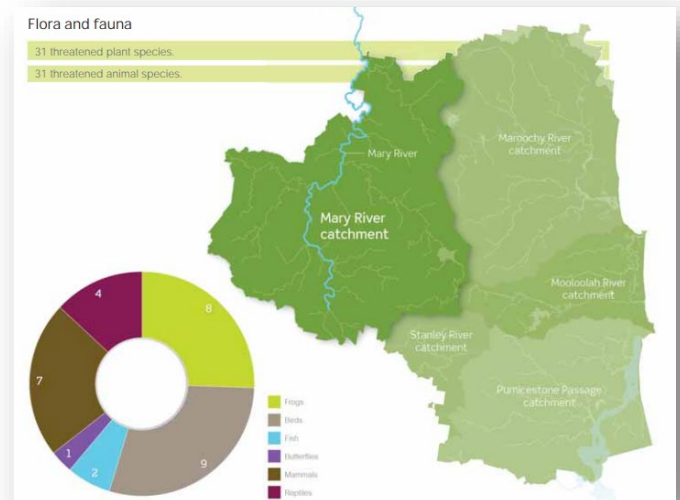 Flora and fauna
31 threatened plant species.
31 threatened animal species.
Mary River
Mary River
catchment
Maroochy River
catchment
Mooloolah River
catchment
Stanley River
catchment
Pumicestone Passage
catchment
4
8
7
1
2
9
Frogs
Birds
Fish
Butterflies
Mammals
Reptiles